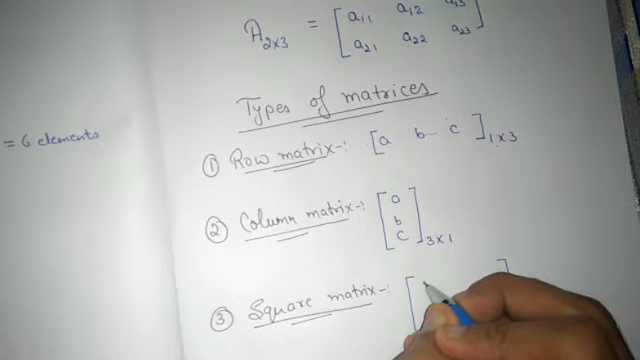 A2x3 = [ a11 a12 a13
a21 a22 a23 ]
= 6 elements
Types of matrices
① Row matrix-: [a b c]1x3
② Column matrix-: [ a
b
c ]3x1
③ Square matrix-: [ ]